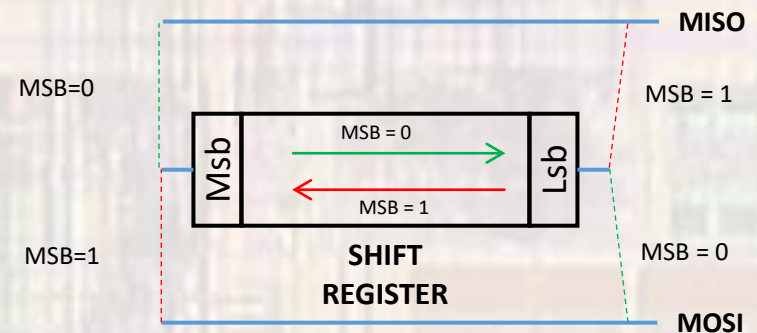 MISO
MSB=0
MSB = 1
Msb
MSB = 0
Lsb
MSB = 1
MSB=1
SHIFT
REGISTER
MSB = 0
MOSI